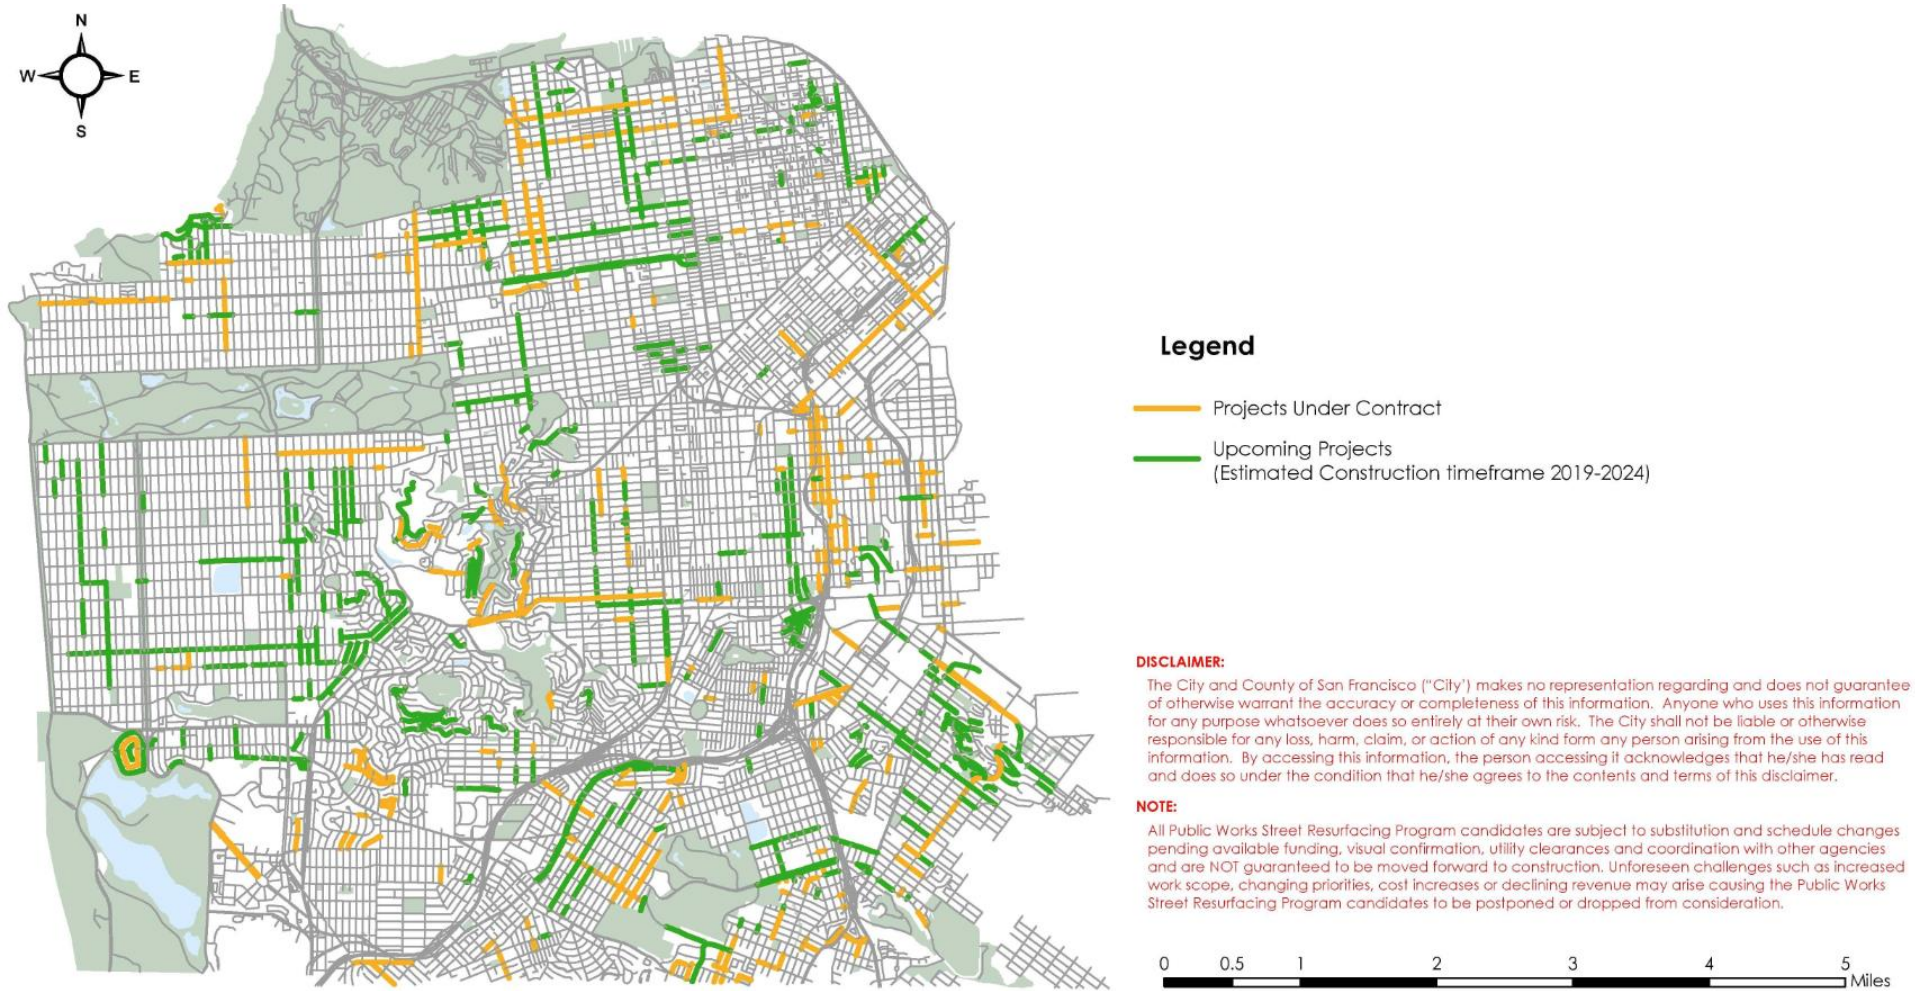 N
W
E
S
Legend
Projects Under Contract
Upcoming Projects
(Estimated Construction timeframe 2019-2024)
DISCLAIMER:
The City and County of San Francisco ("City') makes no representation regarding and does not guarantee
of otherwise warrant the accuracy or completeness of this information. Anyone who uses this information
for any purpose whatsoever does so entirely at their own risk. The City shall not be liable or otherwise
responsible for any loss, harm, claim, or action of any kind form any person arising from the use of this
information. By accessing this information, the person accessing it acknowledges that he/she has read
and does so under the condition that he/she agrees to the contents and terms of this disclaimer.
NOTE:
All Public Works Street Resurfacing Program candidates are subject to substitution and schedule changes
pending available funding, visual confirmation, utility clearances and coordination with other agencies
and are NOT guaranteed to be moved forward to construction. Unforeseen challenges such as increased
work scope, changing priorities, cost increases or declining revenue may arise causing the Public Works
Street Resurfacing Program candidates to be postponed or dropped from consideration.
0 0.5 1 2 3 4 5
Miles